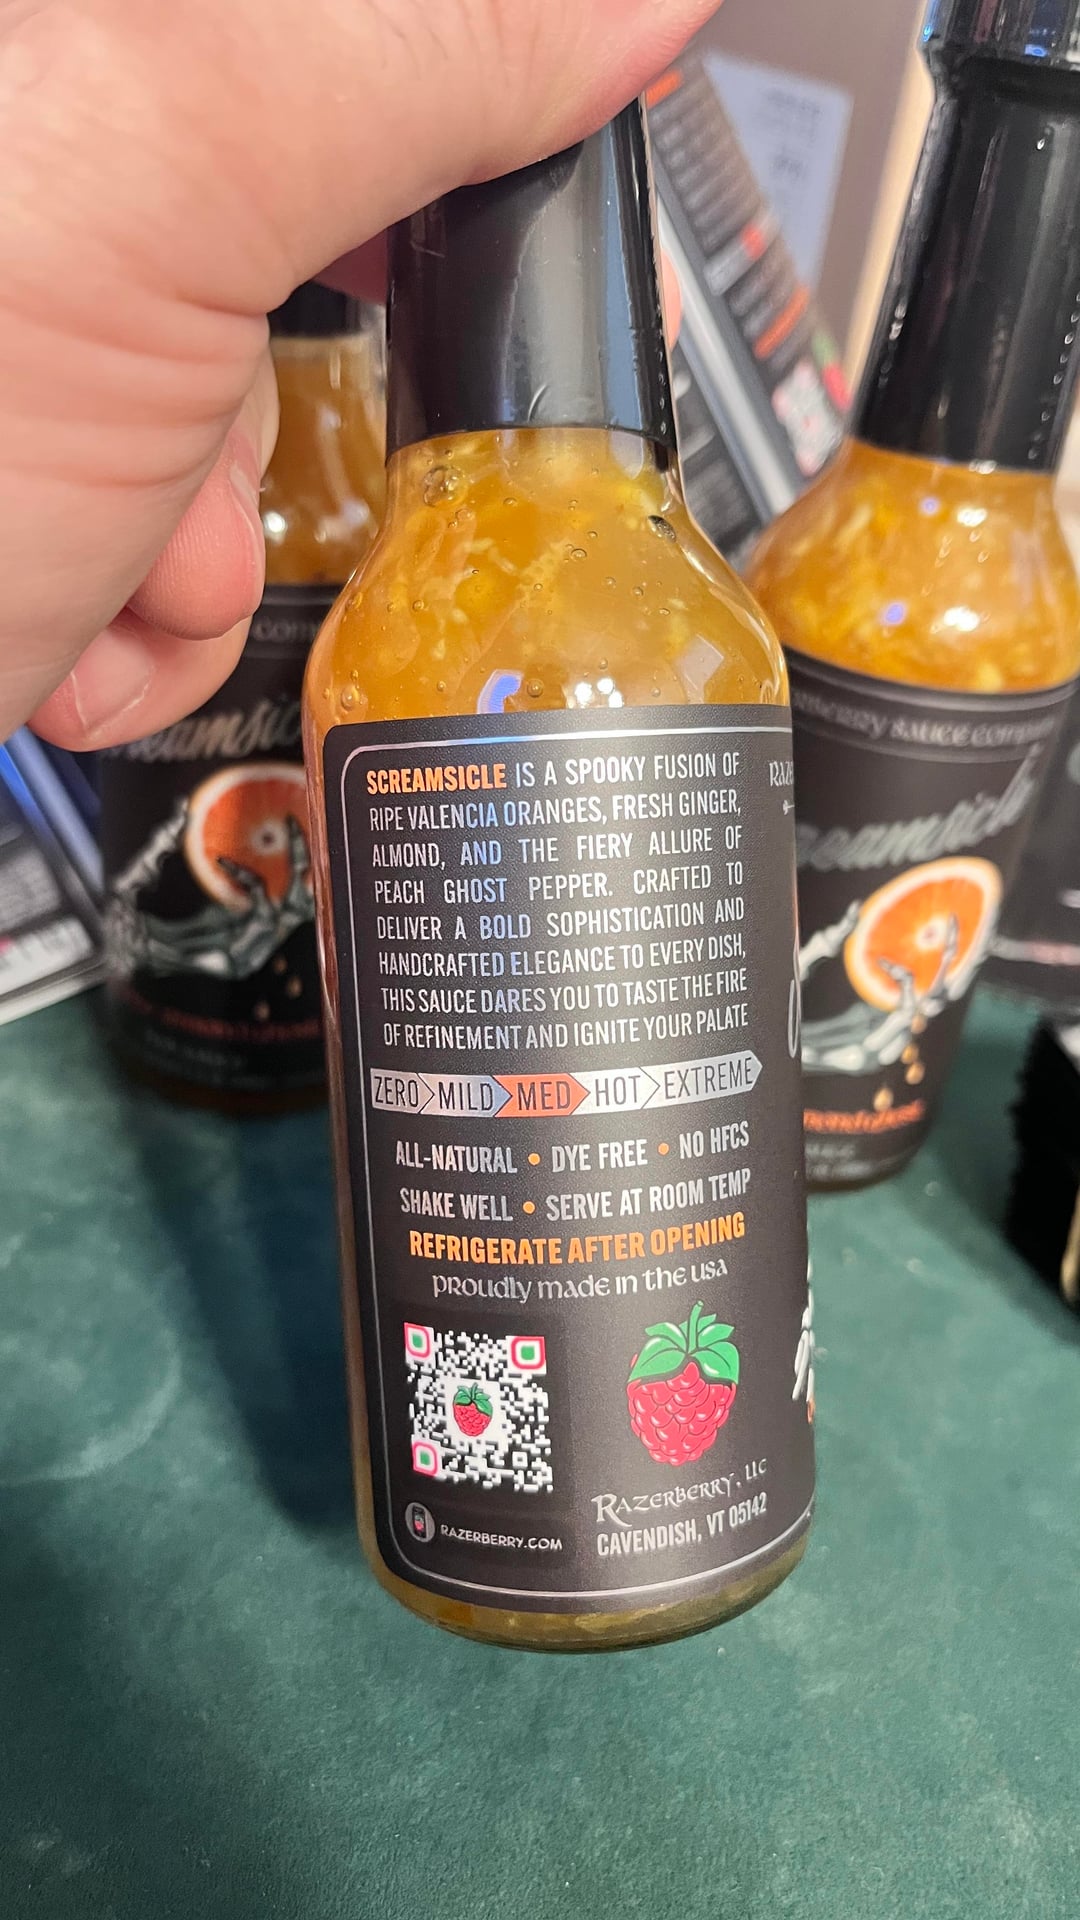 SCREAMSICLE IS A SPOOKY FUSION OF
RIPE VALENCIA ORANGES, FRESH GINGER,
ALMOND, AND THE FIERY ALLURE OF
PEACH GHOST PEPPER. CRAFTED TO
DELIVER A BOLD SOPHISTICATION AND
HANDCRAFTED ELEGANCE TO EVERY DISH,
THIS SAUCE DARES YOU TO TASTE THE FIRE
OF REFINEMENT AND IGNITE YOUR PALATE
ZERO MILD MED HOT EXTREME
ALL-NATURAL • DYE FREE • NO HFCS
SHAKE WELL • SERVE AT ROOM TEMP
REFRIGERATE AFTER OPENING
proudly made in the usa
RAZERBERRY.COM
RAZERBERRY, LLC
CAVENDISH, VT 05142